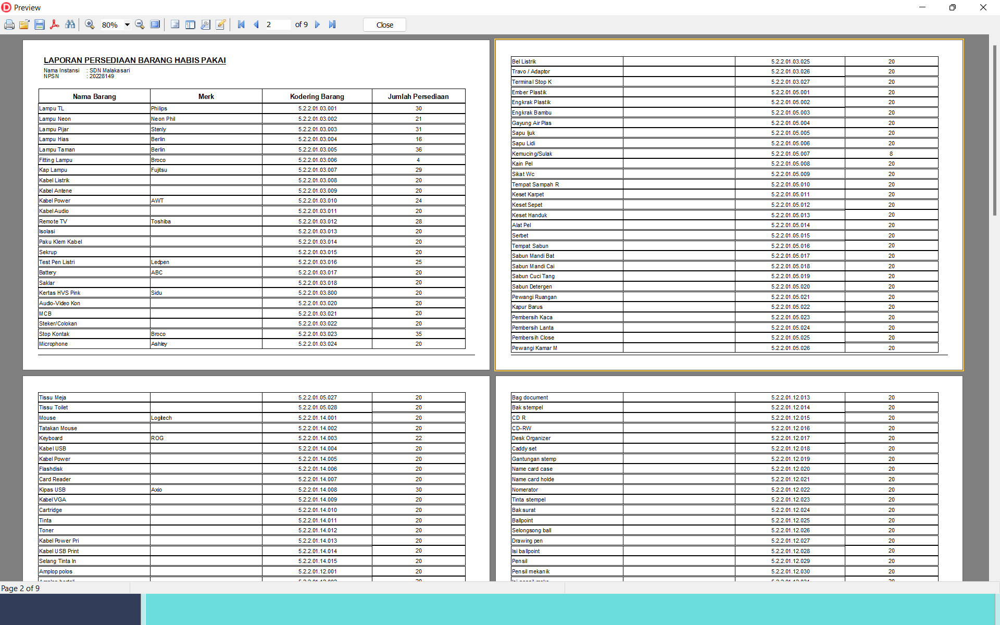 Preview
80% 2 of 9 Close
LAPORAN PERSEDIAAN BARANG HABIS PAKAI
Nama Instansi : SDN Malakasari
NPSN : 20228149
Nama Barang Merk Kodering Barang Jumlah Persediaan
Lampu TL Philips 5.2.2.01.03.001 30
Lampu Neon Neon Phil 5.2.2.01.03.002 21
Lampu Pijar Stenly 5.2.2.01.03.003 31
Lampu Hias Berlin 5.2.2.01.03.004 16
Lampu Taman Berlin 5.2.2.01.03.005 36
Fitting Lampu Broco 5.2.2.01.03.006 4
Kap Lampu Fujitsu 5.2.2.01.03.007 29
Kabel Listrik 5.2.2.01.03.008 20
Kabel Antene 5.2.2.01.03.009 20
Kabel Power AWT 5.2.2.01.03.010 24
Kabel Audio 5.2.2.01.03.011 20
Remote TV Toshiba 5.2.2.01.03.012 28
Isolasi 5.2.2.01.03.013 20
Paku Klem Kabel 5.2.2.01.03.014 20
Sekrup 5.2.2.01.03.015 20
Test Pen Listri Ledpen 5.2.2.01.03.016 25
Battery ABC 5.2.2.01.03.017 20
Saklar 5.2.2.01.03.018 20
Kertas HVS Pink Sidu 5.2.2.01.03.800 20
Audio-Video Kon 5.2.2.01.03.020 20
MCB 5.2.2.01.03.021 20
Steker/Colokan 5.2.2.01.03.022 20
Stop Kontak Broco 5.2.2.01.03.023 35
Microphone Ashley 5.2.2.01.03.024 20
Bel Listrik 5.2.2.01.03.025 20
Travo / Adaptor 5.2.2.01.03.026 20
Terminal Stop K 5.2.2.01.03.027 20
Ember Plastik 5.2.2.01.05.001 20
Engkrak Plastik 5.2.2.01.05.002 20
Engkrak Bambu 5.2.2.01.05.003 20
Gayung Air Plas 5.2.2.01.05.004 20
Sapu Ijuk 5.2.2.01.05.005 20
Sapu Lidi 5.2.2.01.05.006 20
Kemucing/Sulak 5.2.2.01.05.007 8
Kain Pel 5.2.2.01.05.008 20
Sikat Wc 5.2.2.01.05.009 20
Tempat Sampah R 5.2.2.01.05.010 20
Keset Karpet 5.2.2.01.05.011 20
Keset Sepet 5.2.2.01.05.012 20
Keset Handuk 5.2.2.01.05.013 20
Alat Pel 5.2.2.01.05.014 20
Serbet 5.2.2.01.05.015 20
Tempat Sabun 5.2.2.01.05.016 20
Sabun Mandi Bat 5.2.2.01.05.017 20
Sabun Mandi Cai 5.2.2.01.05.018 20
Sabun Cuci Tang 5.2.2.01.05.019 20
Sabun Detergen 5.2.2.01.05.020 20
Pewangi Ruangan 5.2.2.01.05.021 20
Kapur Barus 5.2.2.01.05.022 20
Pembersih Kaca 5.2.2.01.05.023 20
Pembersih Lanta 5.2.2.01.05.024 20
Pembersih Close 5.2.2.01.05.025 20
Pewangi Kamar M 5.2.2.01.05.026 20
Tissu Meja 5.2.2.01.05.027 20
Tissu Toilet 5.2.2.01.05.028 20
Mouse Logitech 5.2.2.01.14.001 20
Tatakan Mouse 5.2.2.01.14.002 20
Keyboard ROG 5.2.2.01.14.003 22
Kabel USB 5.2.2.01.14.004 20
Kabel Power 5.2.2.01.14.005 20
Flashdisk 5.2.2.01.14.006 20
Card Reader 5.2.2.01.14.007 20
Kipas USB Axio 5.2.2.01.14.008 30
Kabel VGA 5.2.2.01.14.009 20
Cartridge 5.2.2.01.14.010 20
Tinta 5.2.2.01.14.011 20
Toner 5.2.2.01.14.012 20
Kabel Power Pri 5.2.2.01.14.013 20
Kabel USB Print 5.2.2.01.14.014 20
Selang Tinta In 5.2.2.01.14.015 20
Amplop polos 5.2.2.01.12.001 20
Bag document 5.2.2.01.12.013 20
Bak stempel 5.2.2.01.12.014 20
CD R 5.2.2.01.12.015 20
CD-RW 5.2.2.01.12.016 20
Desk Organizer 5.2.2.01.12.017 20
Caddy set 5.2.2.01.12.018 20
Gantungan stemp 5.2.2.01.12.019 20
Name card case 5.2.2.01.12.020 20
Name card holde 5.2.2.01.12.021 20
Nomerator 5.2.2.01.12.022 20
Tinta stempel 5.2.2.01.12.023 20
Bak surat 5.2.2.01.12.024 20
Ballpoint 5.2.2.01.12.025 20
Selongsong ball 5.2.2.01.12.026 20
Drawing pen 5.2.2.01.12.027 20
Isi ballpoint 5.2.2.01.12.028 20
Pensil 5.2.2.01.12.029 20
Pensil mekanik 5.2.2.01.12.030 20
Page 2 of 9